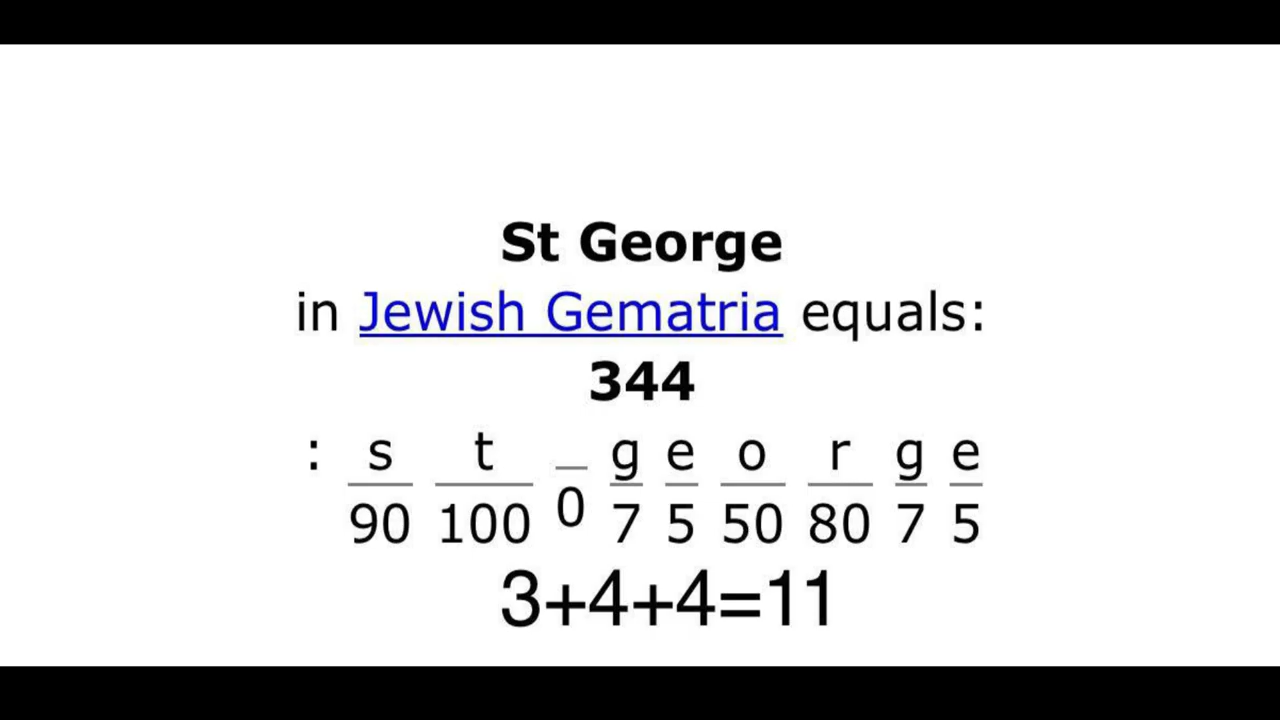 St George
in Jewish Gematria equals:
344
: s t _ g e o r g e
90 100 0 7 5 50 80 7 5
3+4+4=11